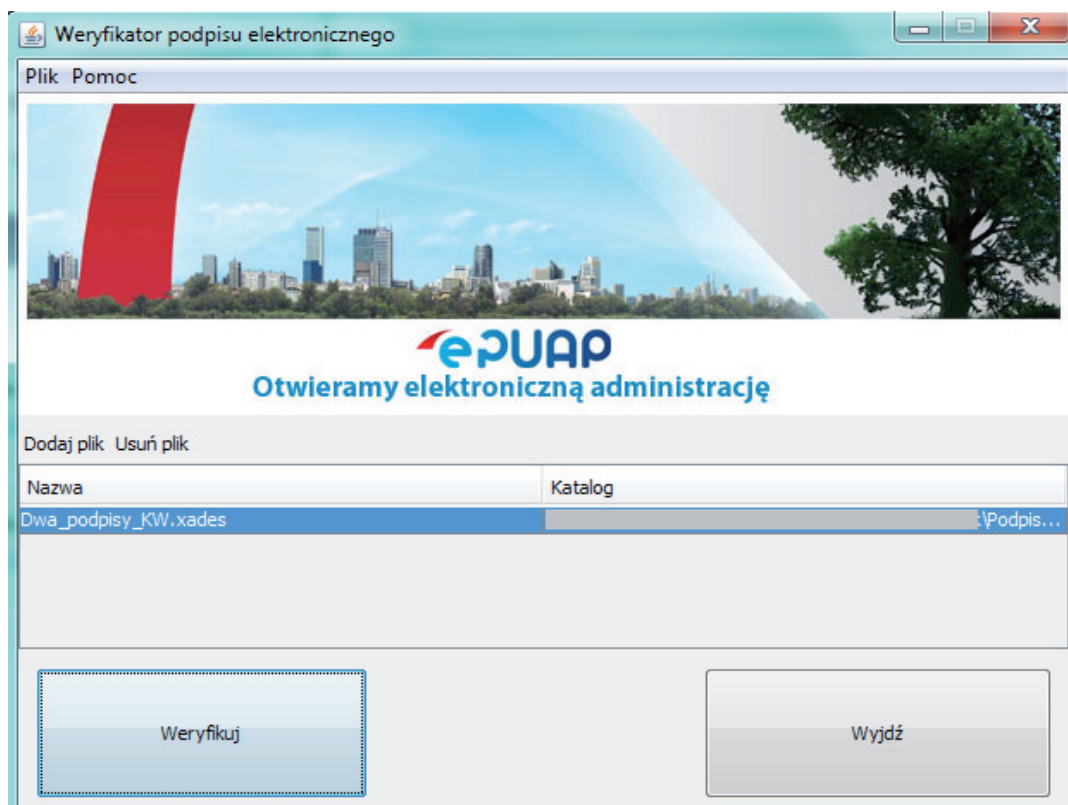 Weryfikator podpisu elektronicznego
Plik Pomoc
ePUAP
Otwieramy elektroniczną administrację
Dodaj plik Usuń plik
Nazwa Katalog
Dwa_podpisy_KW.xades :\Podpis...
Weryfikuj Wyjdź